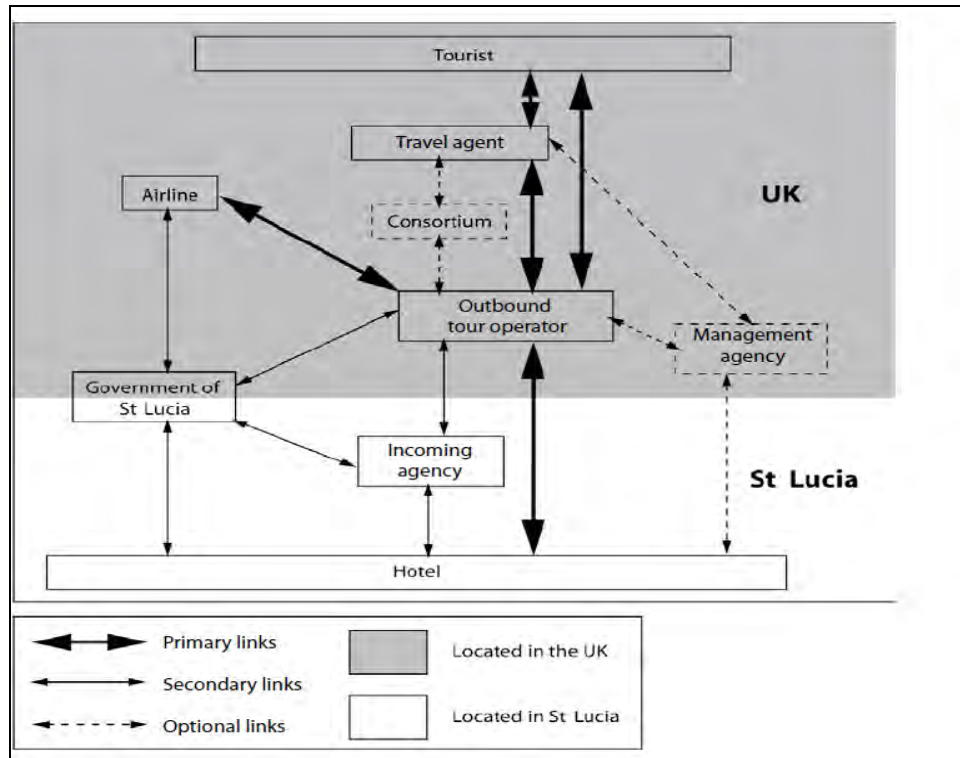 Tourist
Travel agent
Airline
UK
Consortium
Outbound
tour operator
Management
agency
Government of
St Lucia
Incoming
agency
St Lucia
Hotel
Primary links
Secondary links
Optional links
Located in the UK
Located in St Lucia